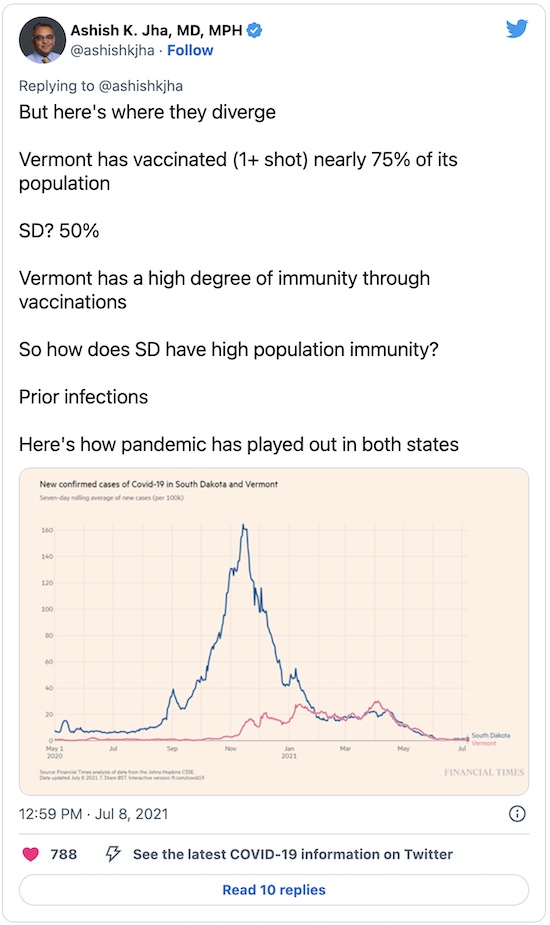 Ashish K. Jha, MD, MPH
@ashishkjha · Follow
Replying to @ashishkjha
But here's where they diverge
Vermont has vaccinated (1+ shot) nearly 75% of its
population
SD? 50%
Vermont has a high degree of immunity through
vaccinations
So how does SD have high population immunity?
Prior infections
Here's how pandemic has played out in both states
New confirmed cases of Covid-19 in South Dakota and Vermont
Seven-day rolling average of new cases (per 100k)
160
140
120
100
80
60
40
20
0
May 1 Jul Sep Nov Jan Mar May Jul
2020 2021
South Dakota
Vermont
Source: Financial Times analysis of data from the Johns Hopkins CSSE.
Data updated July 8 2021 7.36am BST. Interactive version: ft.com/covid19
FINANCIAL TIMES
12:59 PM · Jul 8, 2021
788 See the latest COVID-19 information on Twitter
Read 10 replies